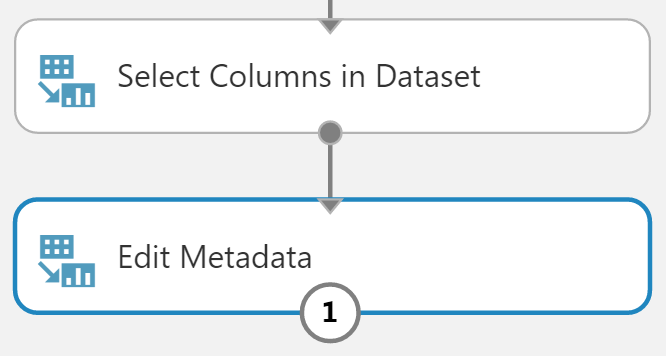 Select Columns in Dataset
Edit Metadata
1